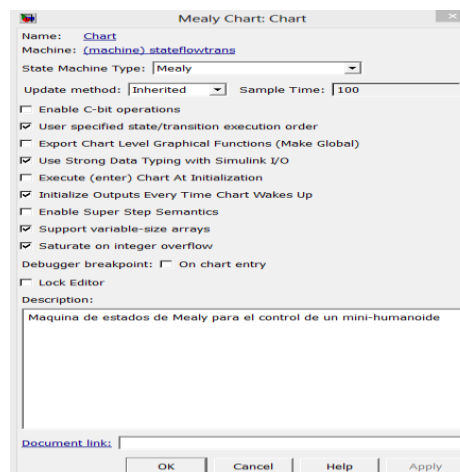 Mealy Chart: Chart
Name: Chart
Machine: (machine) stateflowtrans
State Machine Type: Mealy
Update method: Inherited Sample Time: 100
Enable C-bit operations
User specified state/transition execution order
Export Chart Level Graphical Functions (Make Global)
Use Strong Data Typing with Simulink I/O
Execute (enter) Chart At Initialization
Initialize Outputs Every Time Chart Wakes Up
Enable Super Step Semantics
Support variable-size arrays
Saturate on integer overflow
Debugger breakpoint: On chart entry
Lock Editor
Description:
Maquina de estados de Mealy para el control de un mini-humanoide
Document link:
OK Cancel Help Apply